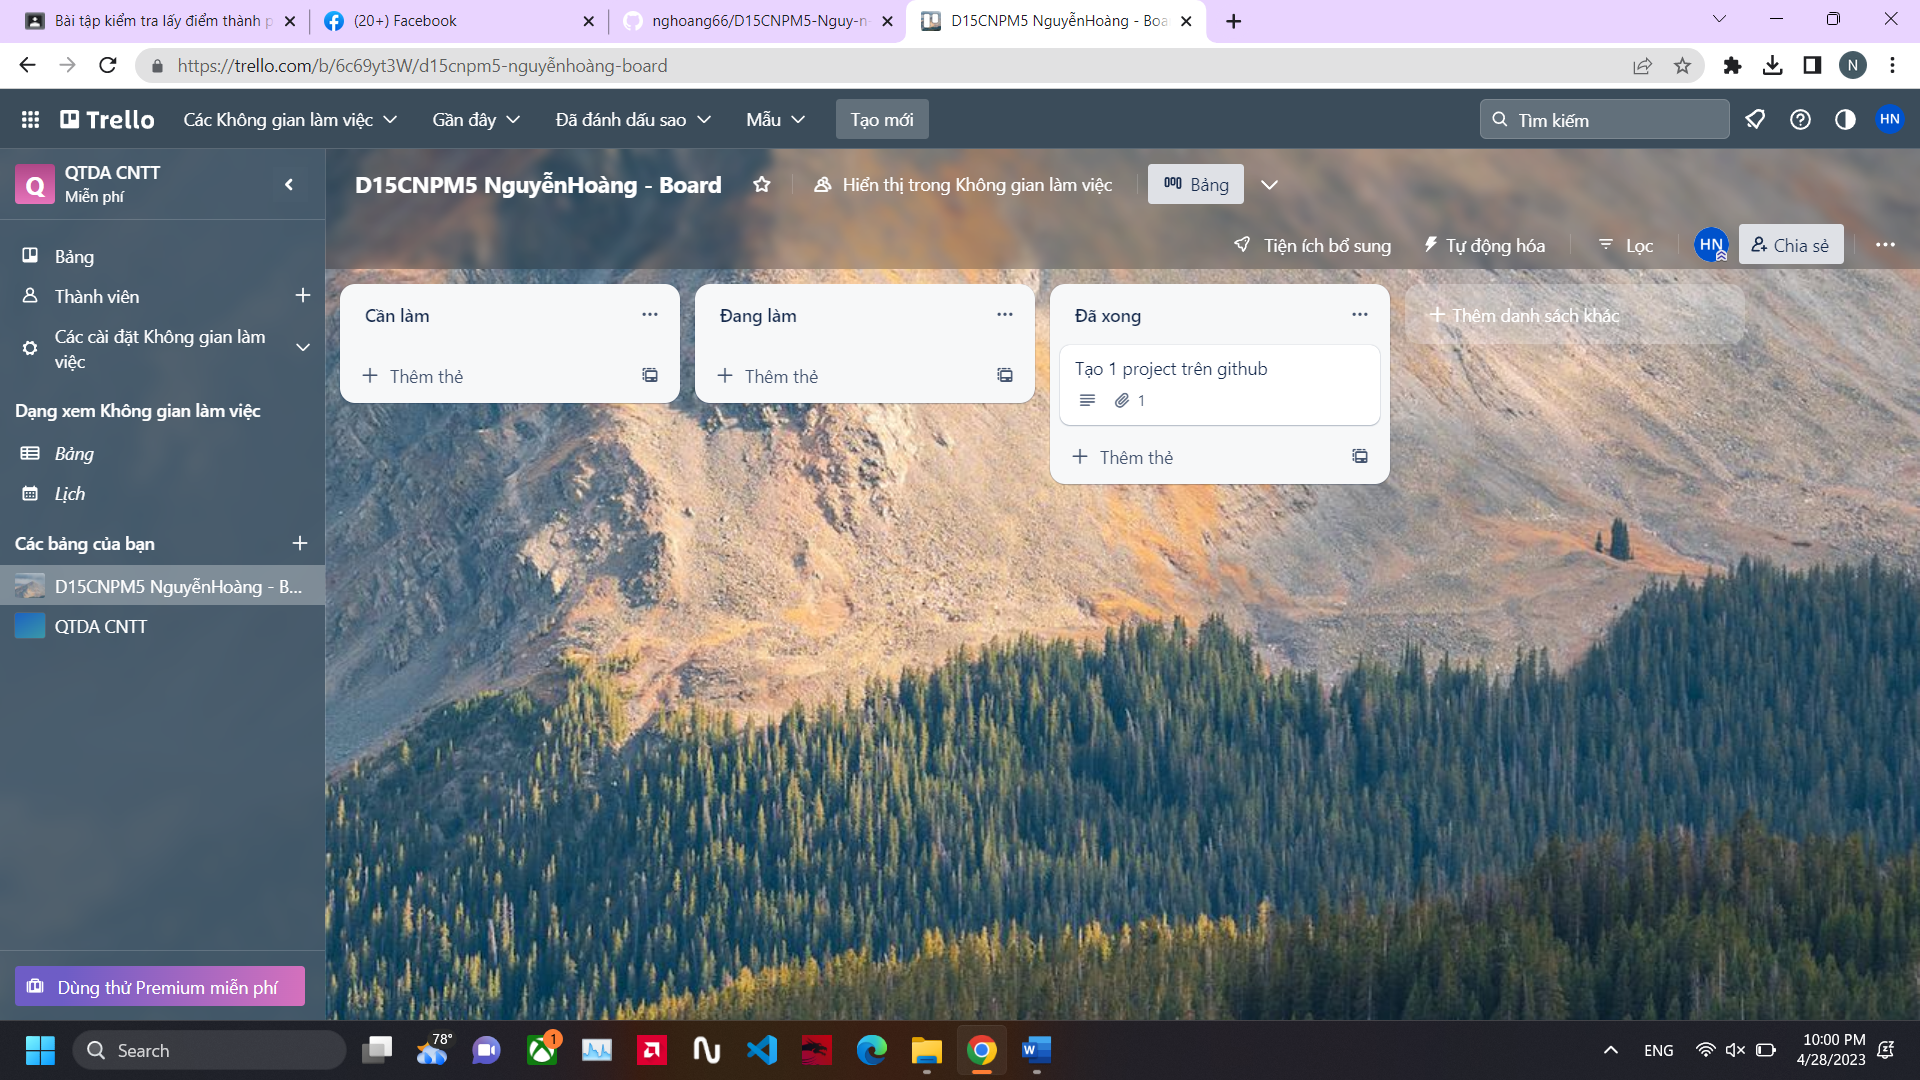 Bài tập kiểm tra lấy điểm thành p
(20+) Facebook
nghoang66/D15CNPM5-Nguy-n-
D15CNPM5 NguyễnHoàng - Boa
https://trello.com/b/6c69yt3W/d15cnpm5-nguyễnhoàng-board
N
Trello
Các Không gian làm việc
Gần đây
Đã đánh dấu sao
Mẫu
Tạo mới
Tìm kiếm
HN
Q
QTDA CNTT
Miễn phí
D15CNPM5 NguyễnHoàng - Board
Hiển thị trong Không gian làm việc
Bảng
Tiện ích bổ sung
Tự động hóa
Lọc
HN
Chia sẻ
Bảng
Thành viên
Các cài đặt Không gian làm
việc
Dạng xem Không gian làm việc
Bảng
Lịch
Các bảng của bạn
D15CNPM5 NguyễnHoàng - B...
QTDA CNTT
Dùng thử Premium miễn phí
Cần làm
Thêm thẻ
Đang làm
Thêm thẻ
Đã xong
Tạo 1 project trên github
1
Thêm thẻ
Thêm danh sách khác
Search
78°
1
ENG
10:00 PM
4/28/2023